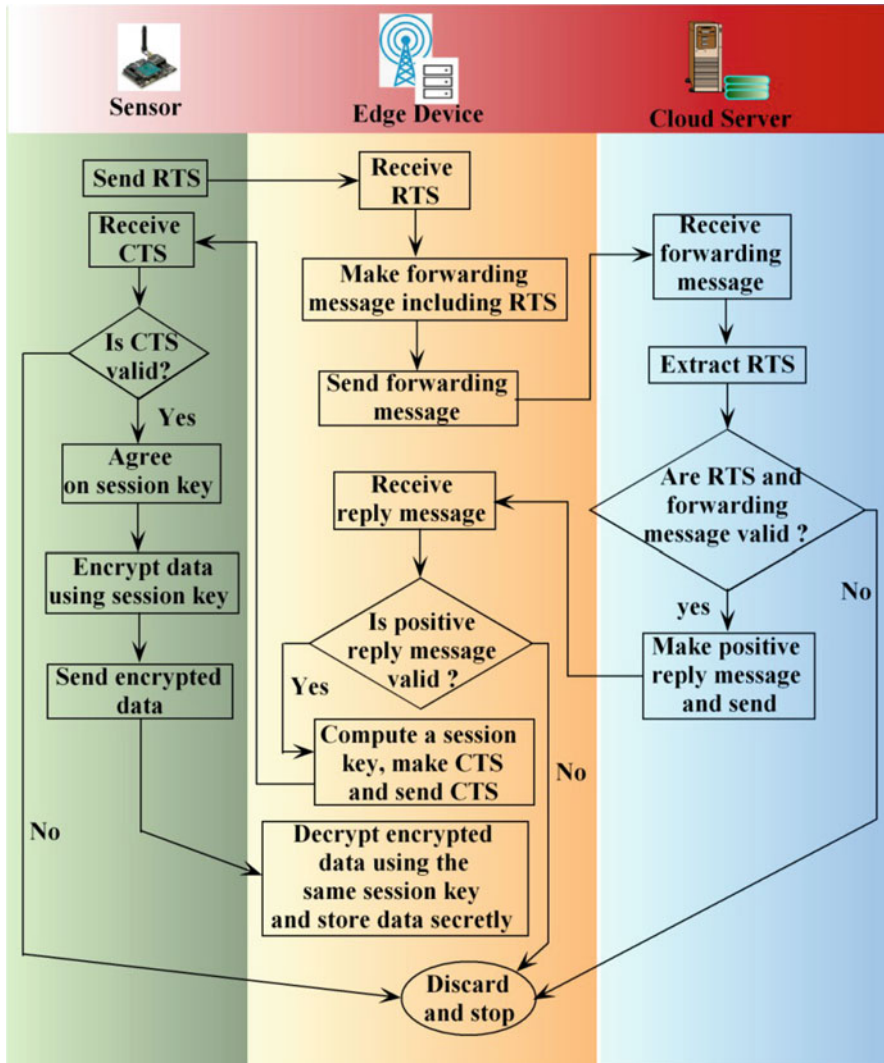 Sensor
Edge Device
Cloud Server
Send RTS
Receive
RTS
Receive
CTS
Make forwarding
message including RTS
Receive
forwarding
message
Is CTS
valid?
Send forwarding
message
Extract RTS
Yes
Agree
on session key
Receive
reply message
Are RTS and
forwarding
message valid ?
Encrypt data
using session key
No
yes
Is positive
reply message
valid ?
Make positive
reply message
and send
Send encrypted
data
Yes
Compute a session
key, make CTS
and send CTS
No
No
Decrypt encrypted
data using the
same session key
and store data secretly
Discard
and stop